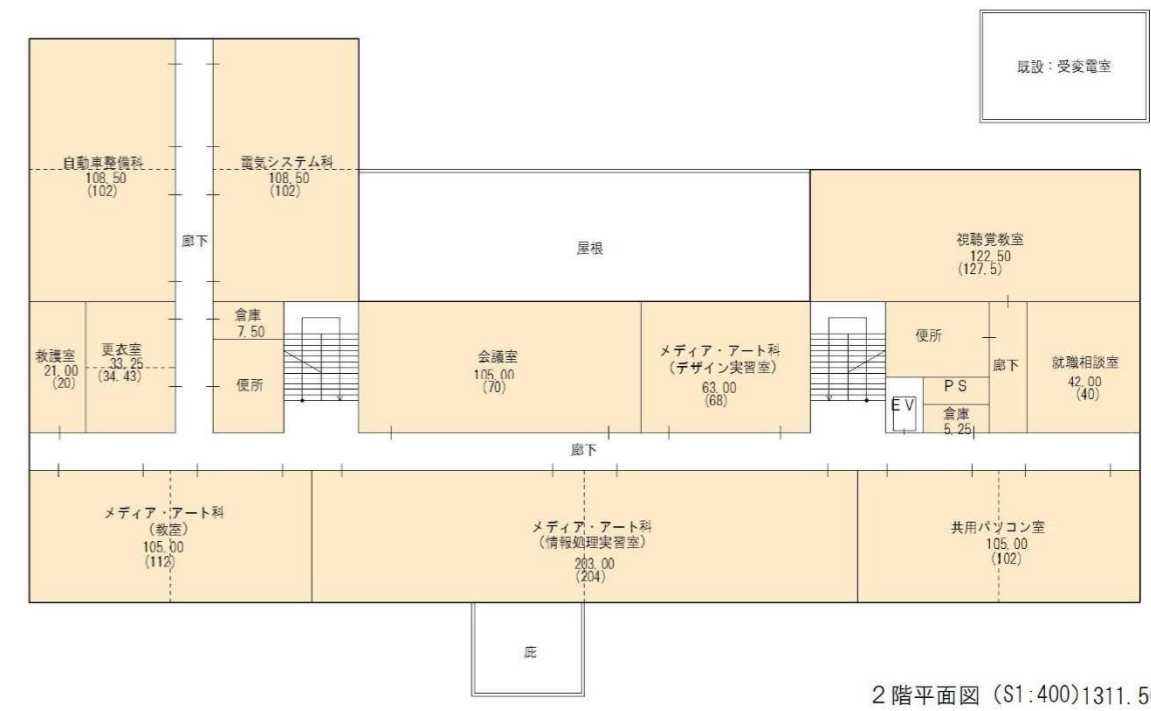 既設：受変電室
自動車整備科
108.50
(102)
電気システム科
108.50
(102)
廊下
屋根
視聴覚教室
122.50
(127.5)
救護室
21.00
(20)
更衣室
33.25
(34.43)
倉庫
7.50
便所
会議室
105.00
(70)
メディア・アート科
(デザイン実習室)
63.00
(68)
便所
PS
EV
倉庫
5.25
廊下
就職相談室
42.00
(40)
廊下
メディア・アート科
(教室)
105.00
(112)
メディア・アート科
(情報処理実習室)
203.00
(204)
共用パソコン室
105.00
(102)
庇
2階平面図 (S1:400)1311.50